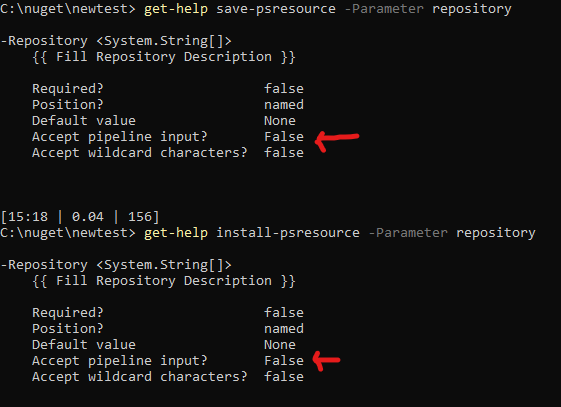 C:\nuget\newtest> get-help save-psresource -Parameter repository
-Repository <System.String[]>
{{ Fill Repository Description }}
Required? false
Position? named
Default value None
Accept pipeline input? False
Accept wildcard characters? false
[15:18 | 0.04 | 156]
C:\nuget\newtest> get-help install-psresource -Parameter repository
-Repository <System.String[]>
{{ Fill Repository Description }}
Required? false
Position? named
Default value None
Accept pipeline input? False
Accept wildcard characters? false